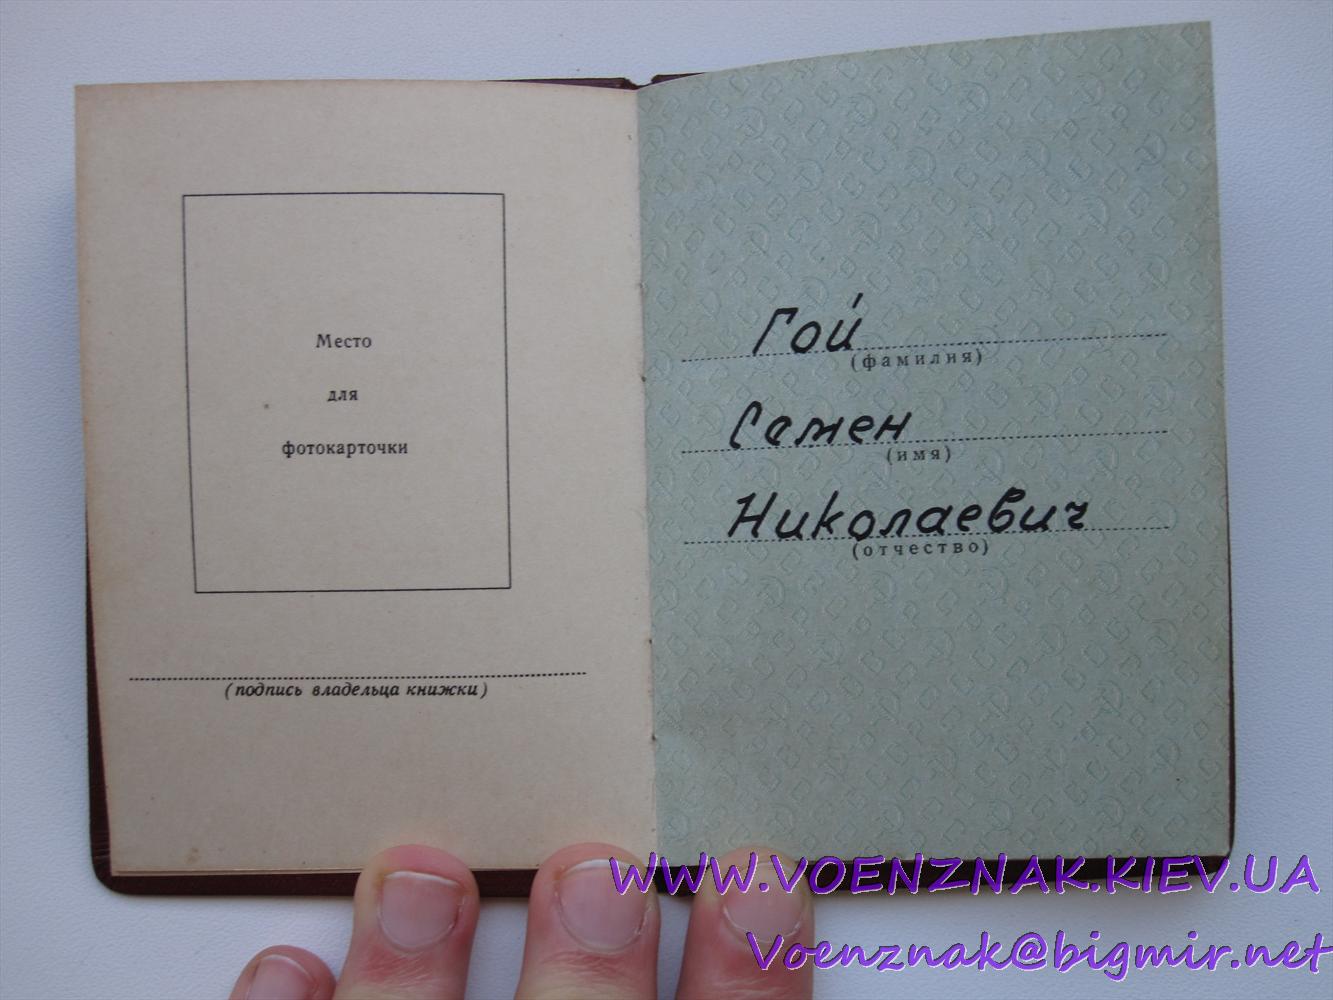 Место
для
фотокарточки
(подпись владельца книжки)
Гой
(фамилия)
Семен
(имя)
Николаевич
(отчество)
WWW.VOENZNAK.KIEV.UA
Voenznak@bigmir.net